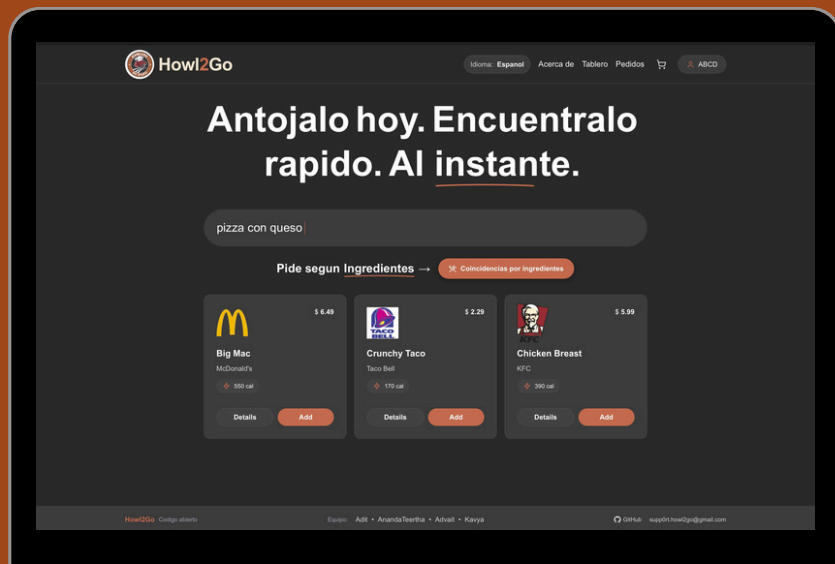 Howl2Go
Idioma: Espanol Acerca de Tablero Pedidos ABCD
Antojalo hoy. Encuentralo
rapido. Al instante.
pizza con queso
Pide segun Ingredientes → Coincidencias por ingredientes
$ 6.49
Big Mac
McDonald's
550 cal
Details Add
TACO
BELL
$ 2.29
Crunchy Taco
Taco Bell
170 cal
Details Add
KFC
$ 5.99
Chicken Breast
KFC
390 cal
Details Add
Howl2Go Codigo abierto Equipo: Adit • AnandaTeertha • Advait • Kavya GitHub supp0rt.howl2go@gmail.com